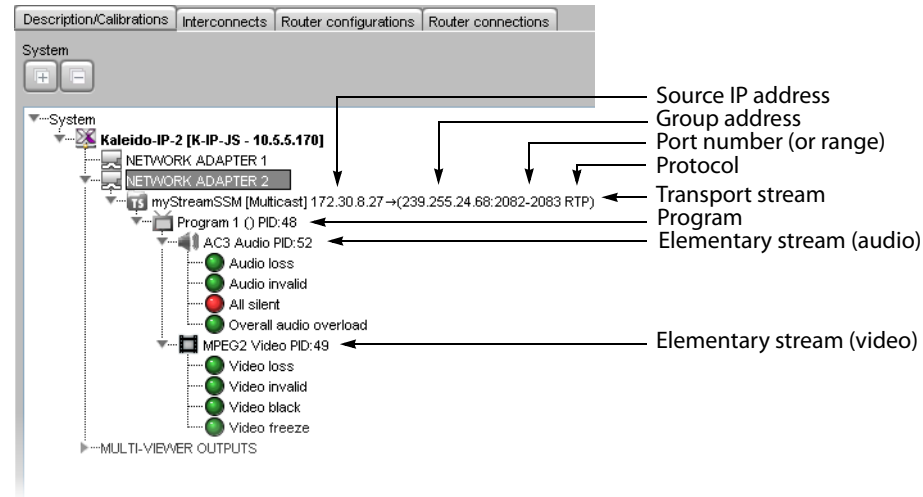 Description/Calibrations Interconnects Router configurations Router connections
System
System
Kaleido-IP-2 [K-IP-JS - 10.5.5.170]
NETWORK ADAPTER 1
NETWORK ADAPTER 2
myStreamSSM [Multicast] 172.30.8.27→(239.255.24.68:2082-2083 RTP)
Program 1 () PID:48
AC3 Audio PID:52
Audio loss
Audio invalid
All silent
Overall audio overload
MPEG2 Video PID:49
Video loss
Video invalid
Video black
Video freeze
MULTI-VIEWER OUTPUTS
Source IP address
Group address
Port number (or range)
Protocol
Transport stream
Program
Elementary stream (audio)
Elementary stream (video)
TS